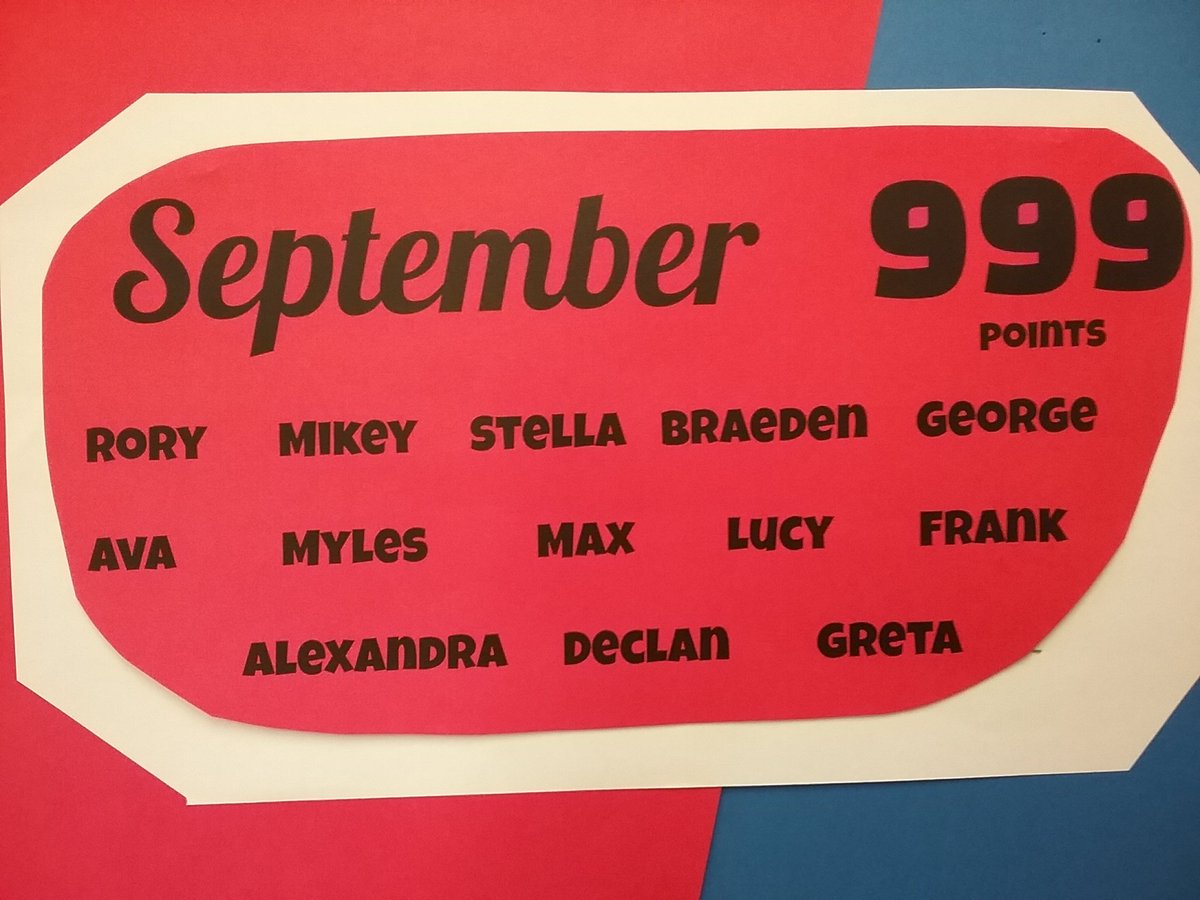 September 999
POINTS
RORY MIKEY STELLA BRAEDEN GEORGE
AVA MYLES MAX LUCY FRANK
ALEXANDRA DECLAN GRETA